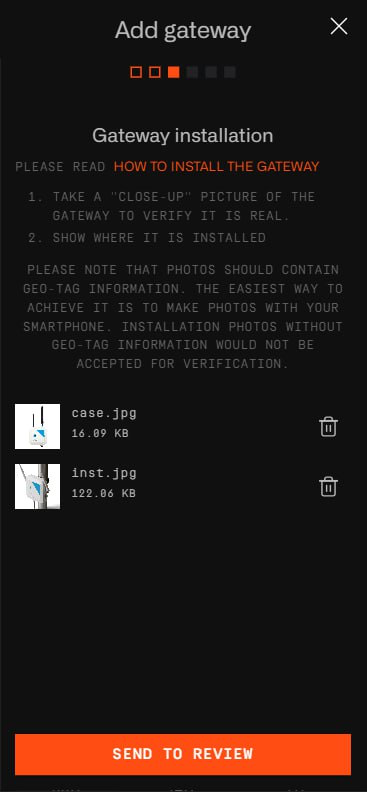 Add gateway
Gateway installation
PLEASE READ HOW TO INSTALL THE GATEWAY
1. TAKE A "CLOSE-UP" PICTURE OF THE
GATEWAY TO VERIFY IT IS REAL.
2. SHOW WHERE IT IS INSTALLED
PLEASE NOTE THAT PHOTOS SHOULD CONTAIN
GEO-TAG INFORMATION. THE EASIEST WAY TO
ACHIEVE IT IS TO MAKE PHOTOS WITH YOUR
SMARTPHONE. INSTALLATION PHOTOS WITHOUT
GEO-TAG INFORMATION WOULD NOT BE
ACCEPTED FOR VERIFICATION.
case.jpg
16.09 KB
inst.jpg
122.06 KB
SEND TO REVIEW